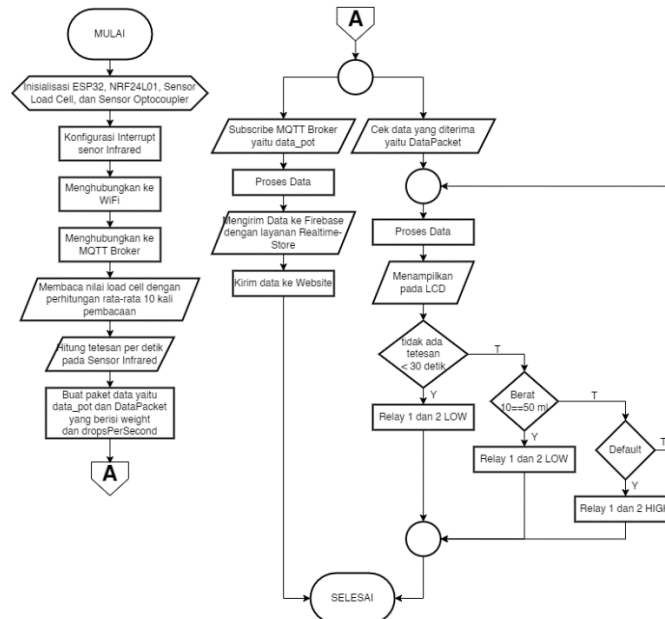 MULAI
Inisialisasi ESP32, NRF24L01, Sensor
Load Cell, dan Sensor Optocoupler
Konfigurasi Interrupt
senor Infrared
Menghubungkan ke
WiFi
Menghubungkan ke
MQTT Broker
Membaca nilai load cell dengan
perhitungan rata-rata 10 kali
pembacaan
Hitung tetesan per detik
pada Sensor Infrared
Buat paket data yaitu
data_pot dan DataPacket
yang berisi weight
dan dropsPerSecond
A
A
Subscribe MQTT Broker
yaitu data_pot
Proses Data
Mengirim Data ke Firebase
dengan layanan Realtime-
Store
Kirim data ke Website
Cek data yang diterima
yaitu DataPacket
Proses Data
Menampilkan
pada LCD
tidak ada
tetesan
< 30 detik
T
Y
Relay 1 dan 2 LOW
Berat
10==50 ml
T
Y
Relay 1 dan 2 LOW
Default
T
Y
Relay 1 dan 2 HIGH
SELESAI